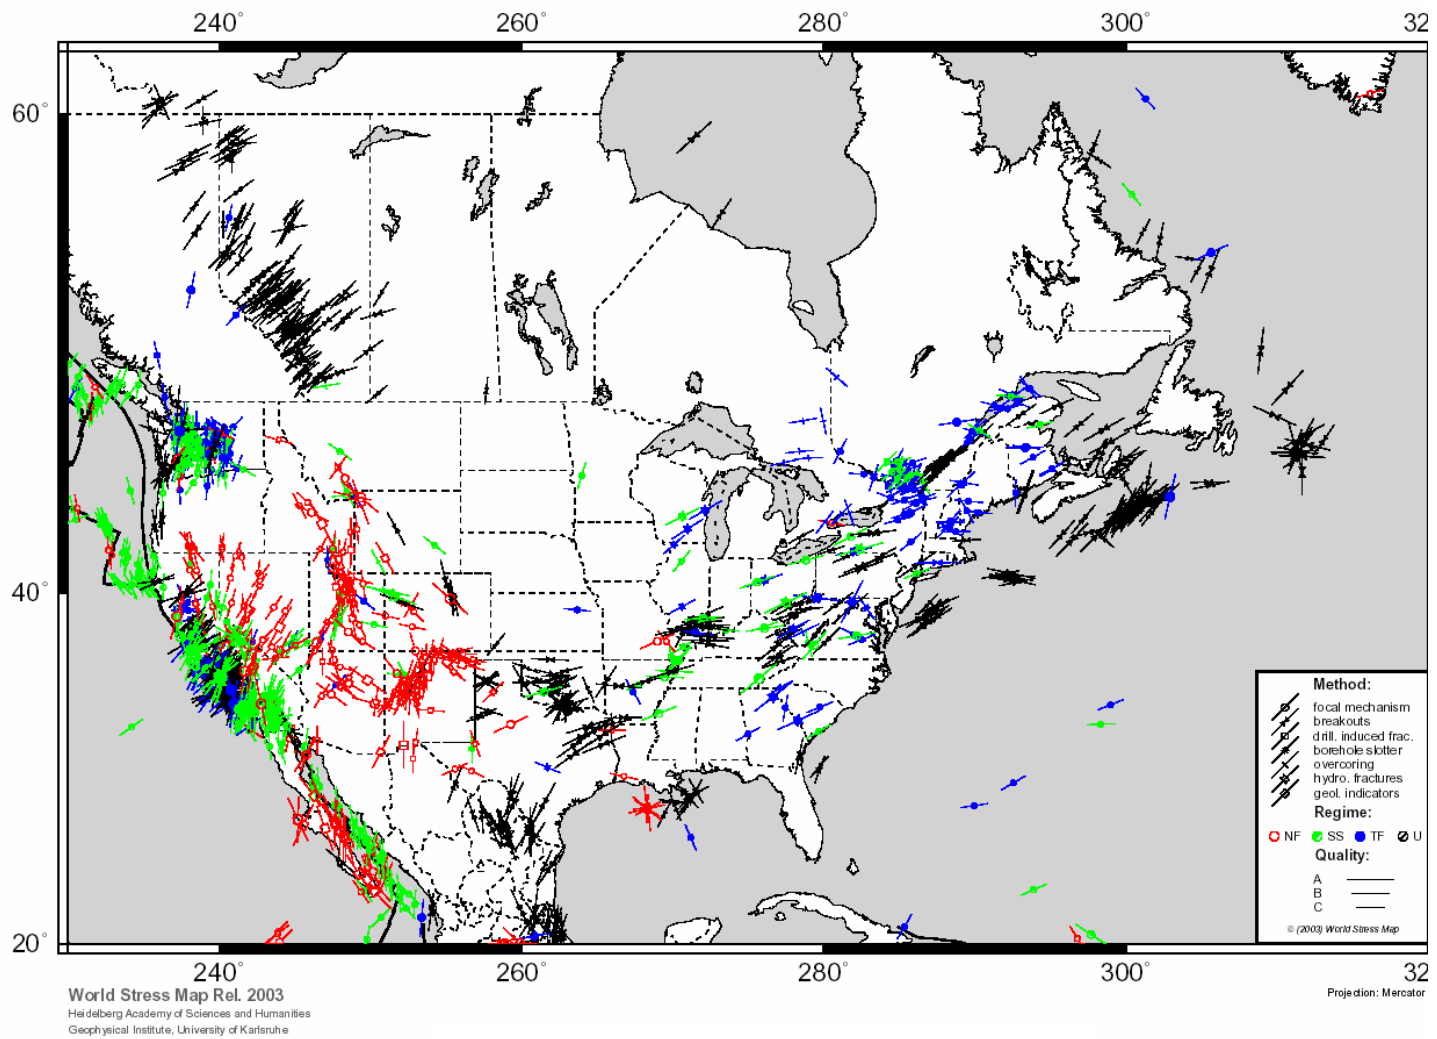 240° 260° 280° 300° 32
60°
40°
20°
Method:
focal mechanism
breakouts
drill. induced frac.
borehole slotter
overcoring
hydro. fractures
geol. indicators
Regime:
NF SS TF U
Quality:
A
B
C
© (2003) World Stress Map
240° 260° 280° 300° 32
World Stress Map Rel. 2003
Heidelberg Academy of Sciences and Humanities
Geophysical Institute, University of Karlsruhe
Projection: Mercator